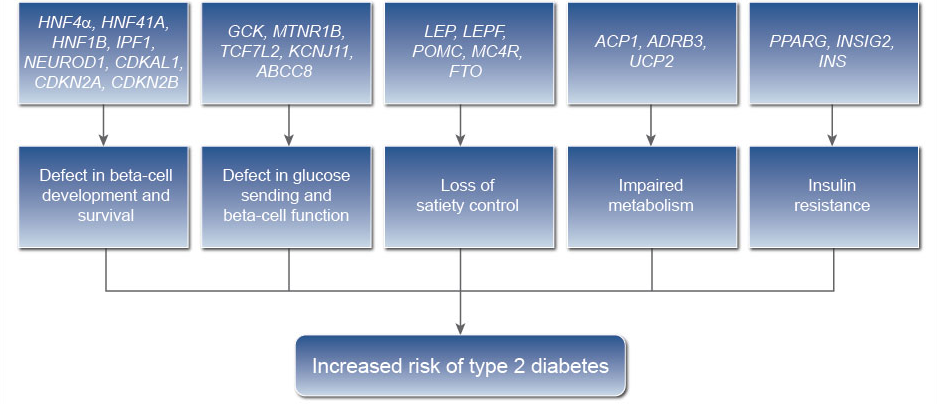 HNF4α, HNF41A,
HNF1B, IPF1,
NEUROD1, CDKAL1,
CDKN2A, CDKN2B
GCK, MTNR1B,
TCF7L2, KCNJ11,
ABCC8
LEP, LEPF,
POMC, MC4R,
FTO
ACP1, ADRB3,
UCP2
PPARG, INSIG2,
INS
Defect in beta-cell
development and
survival
Defect in glucose
sending and
beta-cell function
Loss of
satiety control
Impaired
metabolism
Insulin
resistance
Increased risk of type 2 diabetes